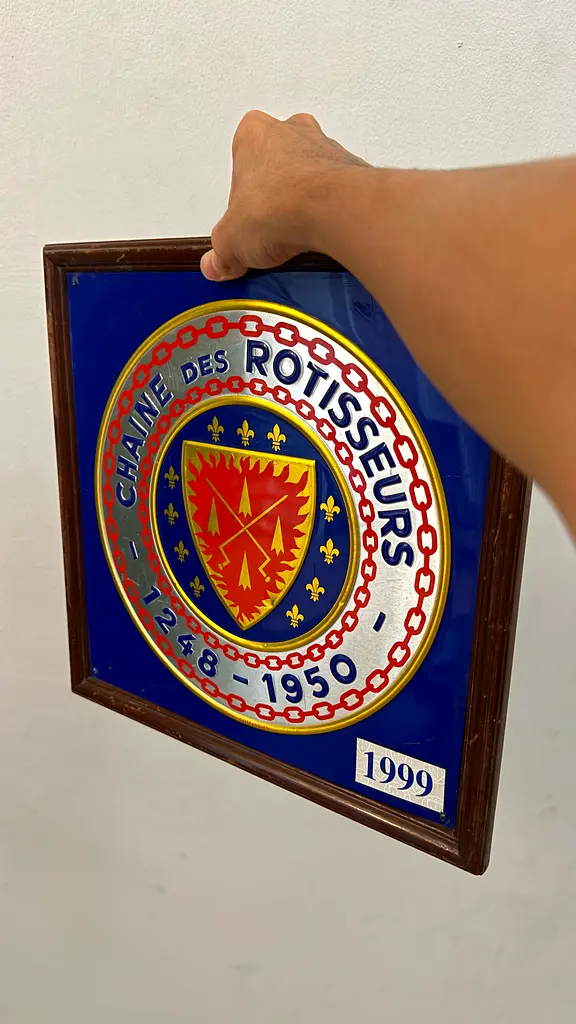 CHAINE DES ROTISSEURS
- 1248 - 1950 -
1999